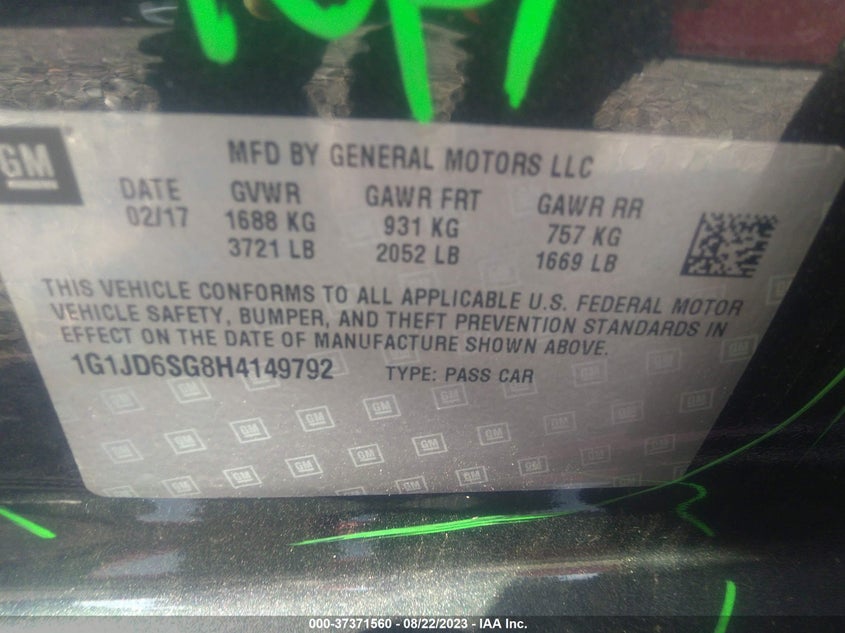 GM
MFD BY GENERAL MOTORS LLC
DATE GVWR GAWR FRT GAWR RR
02/17 1688 KG 931 KG 757 KG
3721 LB 2052 LB 1669 LB
THIS VEHICLE CONFORMS TO ALL APPLICABLE U.S. FEDERAL MOTOR
VEHICLE SAFETY, BUMPER, AND THEFT PREVENTION STANDARDS IN
EFFECT ON THE DATE OF MANUFACTURE SHOWN ABOVE.
1G1JD6SG8H4149792 TYPE: PASS CAR
000-37371560 - 08/22/2023 - IAA Inc.